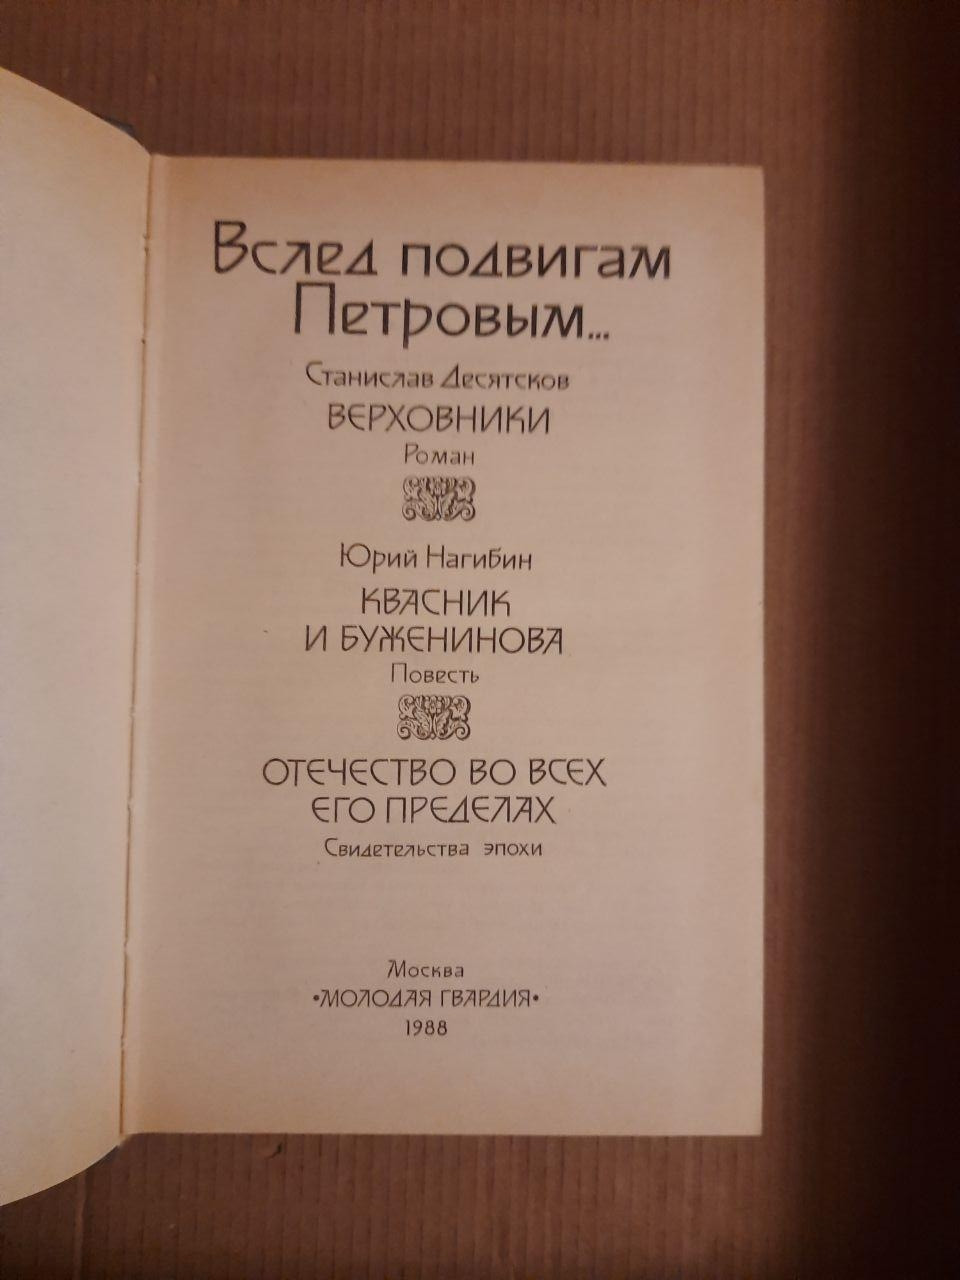 Вслед подвигам
Петровым...
Станислав Десятсков
ВЕРХОВНИКИ
Роман
Юрий Нагибин
КВАСНИК
И БУЖЕНИНОВА
Повесть
ОТЕЧЕСТВО ВО ВСЕХ
ЕГО ПРЕДЕЛАХ
Свидетельства эпохи
Москва
•МОЛОДАЯ ГВАРДИЯ•
1988